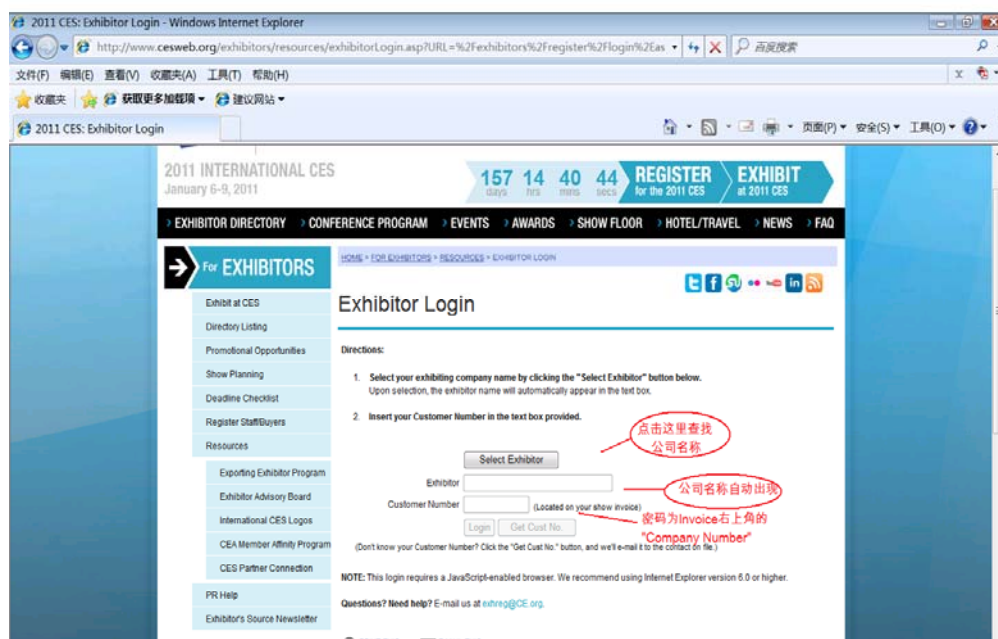 2011 CES: Exhibitor Login - Windows Internet Explorer
http://www.cesweb.org/exhibitors/resources/exhibitorLogin.asp?URL=%2Fexhibitors%2Fregister%2Flogin%2Eas
百度搜索
文件(F) 编辑(E) 查看(V) 收藏夹(A) 工具(T) 帮助(H)
x
收藏夹 获取更多加载项 建议网站
2011 CES: Exhibitor Login
页面(P) 安全(S) 工具(O)
2011 INTERNATIONAL CES
January 6-9, 2011
157 14 40 44
days hrs mins secs
REGISTER
for the 2011 CES
EXHIBIT
at 2011 CES
> EXHIBITOR DIRECTORY > CONFERENCE PROGRAM > EVENTS > AWARDS > SHOW FLOOR > HOTEL/TRAVEL > NEWS > FAQ
For EXHIBITORS
Exhibit at CES
Directory Listing
Promotional Opportunities
Show Planning
Deadline Checklist
Register Staff/Buyers
Resources
Exporting Exhibitor Program
Exhibitor Advisory Board
International CES Logos
CEA Member Affinity Program
CES Partner Connection
PR Help
Exhibitor's Source Newsletter
HOME > FOR EXHIBITORS > RESOURCES > EXHIBITOR LOGIN
Exhibitor Login
Directions:
1. Select your exhibiting company name by clicking the "Select Exhibitor" button below.
Upon selection, the exhibitor name will automatically appear in the text box.
2. Insert your Customer Number in the text box provided.
点击这里查找
公司名称
Select Exhibitor
Exhibitor
公司名称自动出现
Customer Number (Located on your show invoice)
密码为Invoice右上角的
"Company Number"
Login Get Cust No.
(Don't know your Customer Number? Click the "Get Cust No." button, and we'll e-mail it to the contact on file.)
NOTE: This login requires a JavaScript-enabled browser. We recommend using Internet Explorer version 6.0 or higher.
Questions? Need help? E-mail us at exhreg@CE.org.